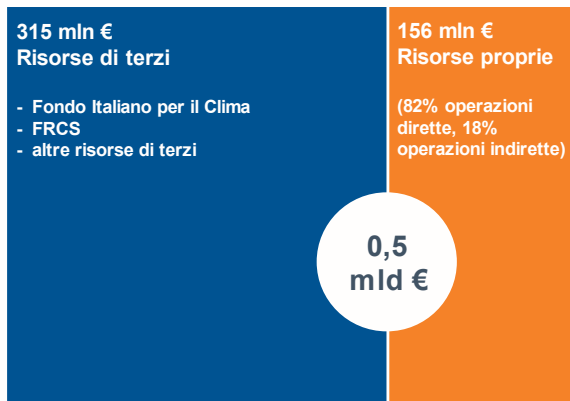 315 mln €
Risorse di terzi
- Fondo Italiano per il Clima
- FRCS
- altre risorse di terzi
156 mln €
Risorse proprie
(82% operazioni
dirette, 18%
operazioni indirette)
0,5
mld €